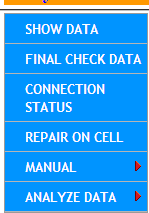 SHOW DATA
FINAL CHECK DATA
CONNECTION
STATUS
REPAIR ON CELL
MANUAL
ANALYZE DATA